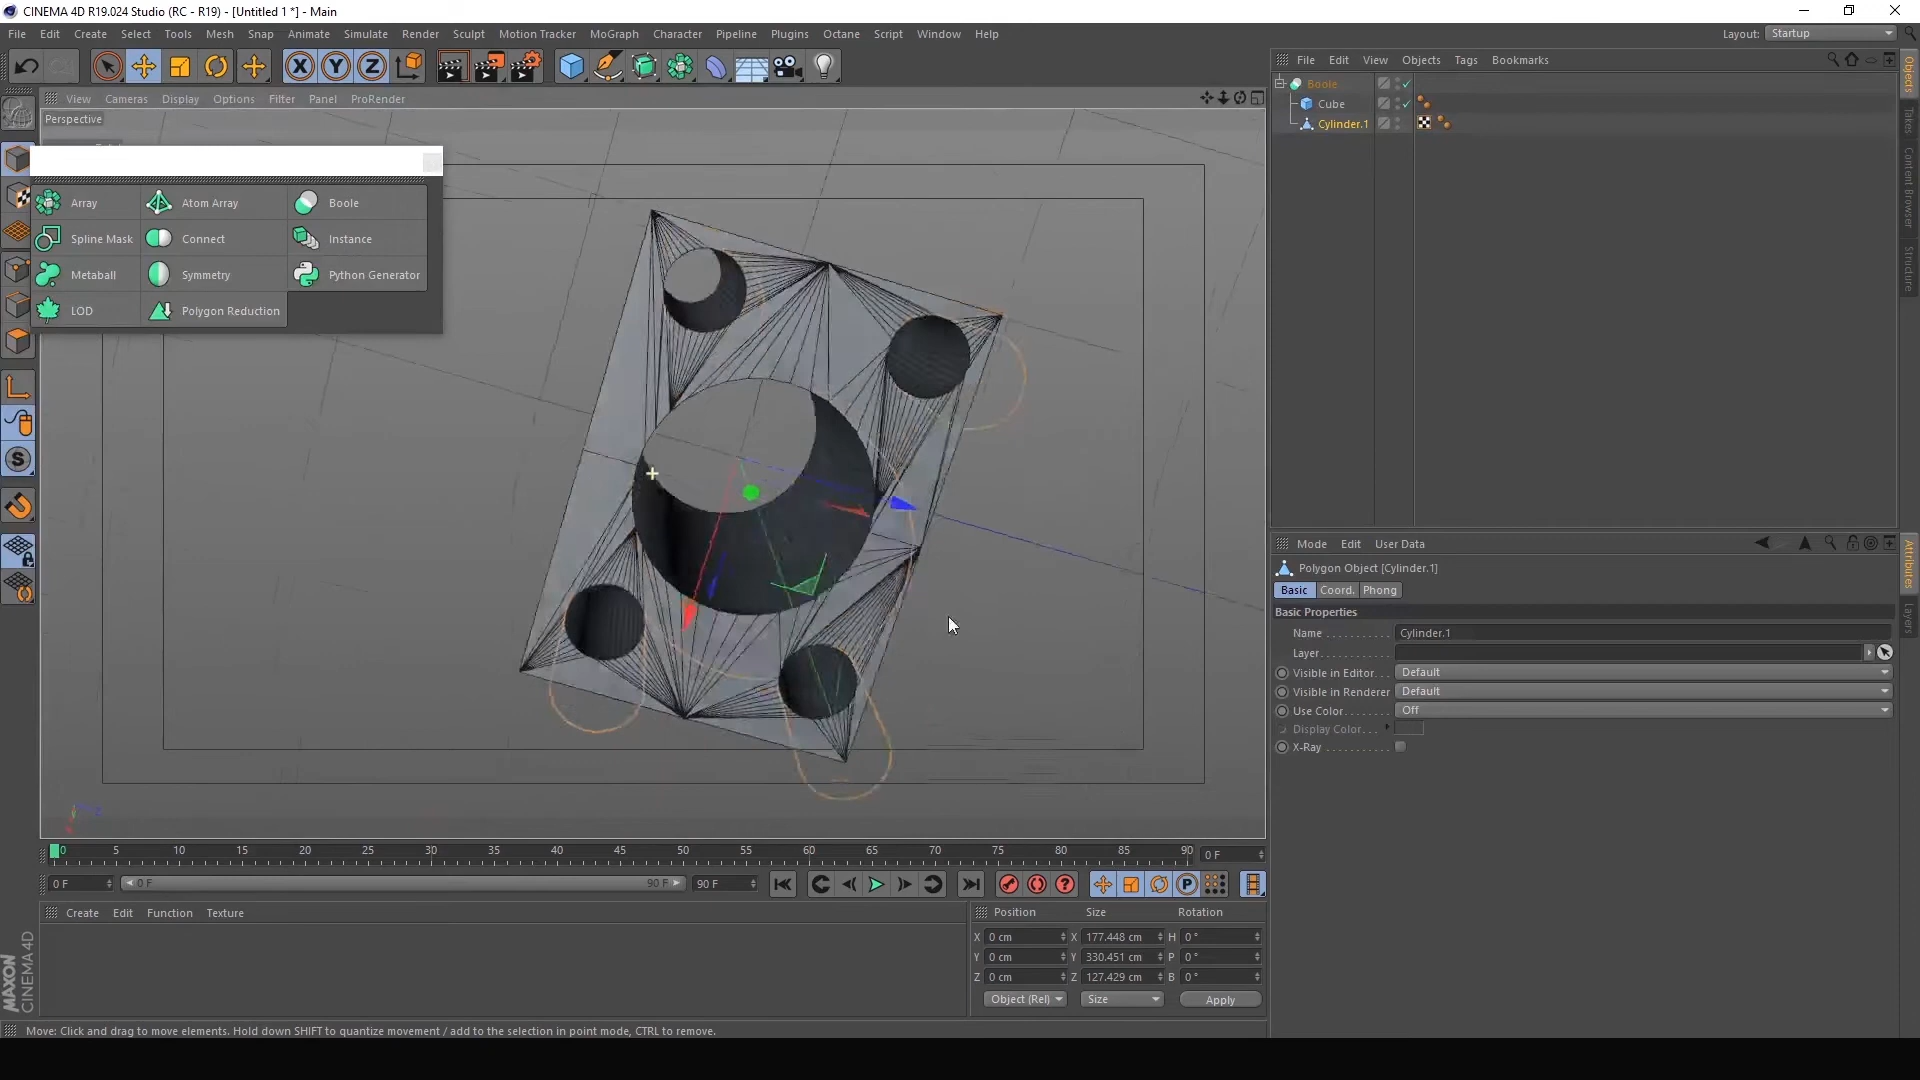 CINEMA 4D R19.024 Studio (RC - R19) - [Untitled 1 *] - Main
File Edit Create Select Tools Mesh Snap Animate Simulate Render Sculpt Motion Tracker MoGraph Character Pipeline Plugins Octane Script Window Help
Layout: Startup
X Y Z
View Cameras Display Options Filter Panel ProRender
Perspective
Array Atom Array Boole
Spline Mask Connect Instance
Metaball Symmetry Python Generator
LOD Polygon Reduction
S
0 5 10 15 20 25 30 35 40 45 50 55 60 65 70 75 80 85 90
0 F
0 F 0 F 90 F 90 F
P
Create Edit Function Texture
Position Size Rotation
X 0 cm X 177.448 cm H 0 °
Y 0 cm Y 330.451 cm P 0 °
Z 0 cm Z 127.429 cm B 0 °
Object (Rel) Size Apply
MAXON
CINEMA 4D
Move: Click and drag to move elements. Hold down SHIFT to quantize movement / add to the selection in point mode, CTRL to remove.
File Edit View Objects Tags Bookmarks
Boole
Cube
Cylinder.1
Objects
Takes
Content Browser
Structure
Mode Edit User Data
Polygon Object [Cylinder.1]
Basic Coord. Phong
Basic Properties
Name Cylinder.1
Layer
Visible in Editor Default
Visible in Renderer Default
Use Color Off
Display Color
X-Ray
Attributes
Layers